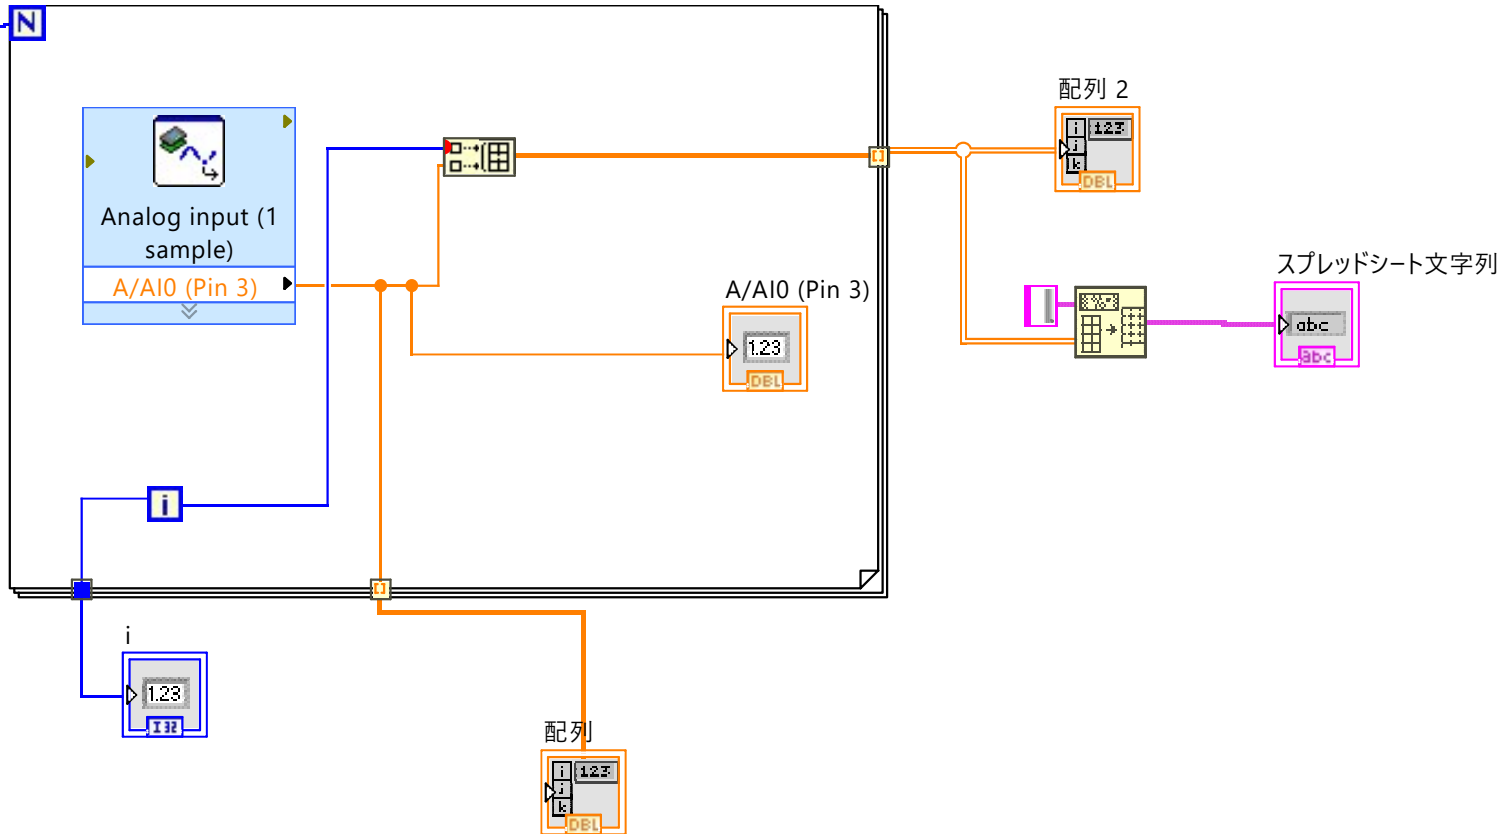 N
配列 2
i
123
j
k
DBL
Analog input (1
sample)
A/AI0 (Pin 3)
A/AI0 (Pin 3)
1.23
DBL
スプレッドシート文字列
abc
abc
i
i
1.23
I32
配列
i
123
j
k
DBL